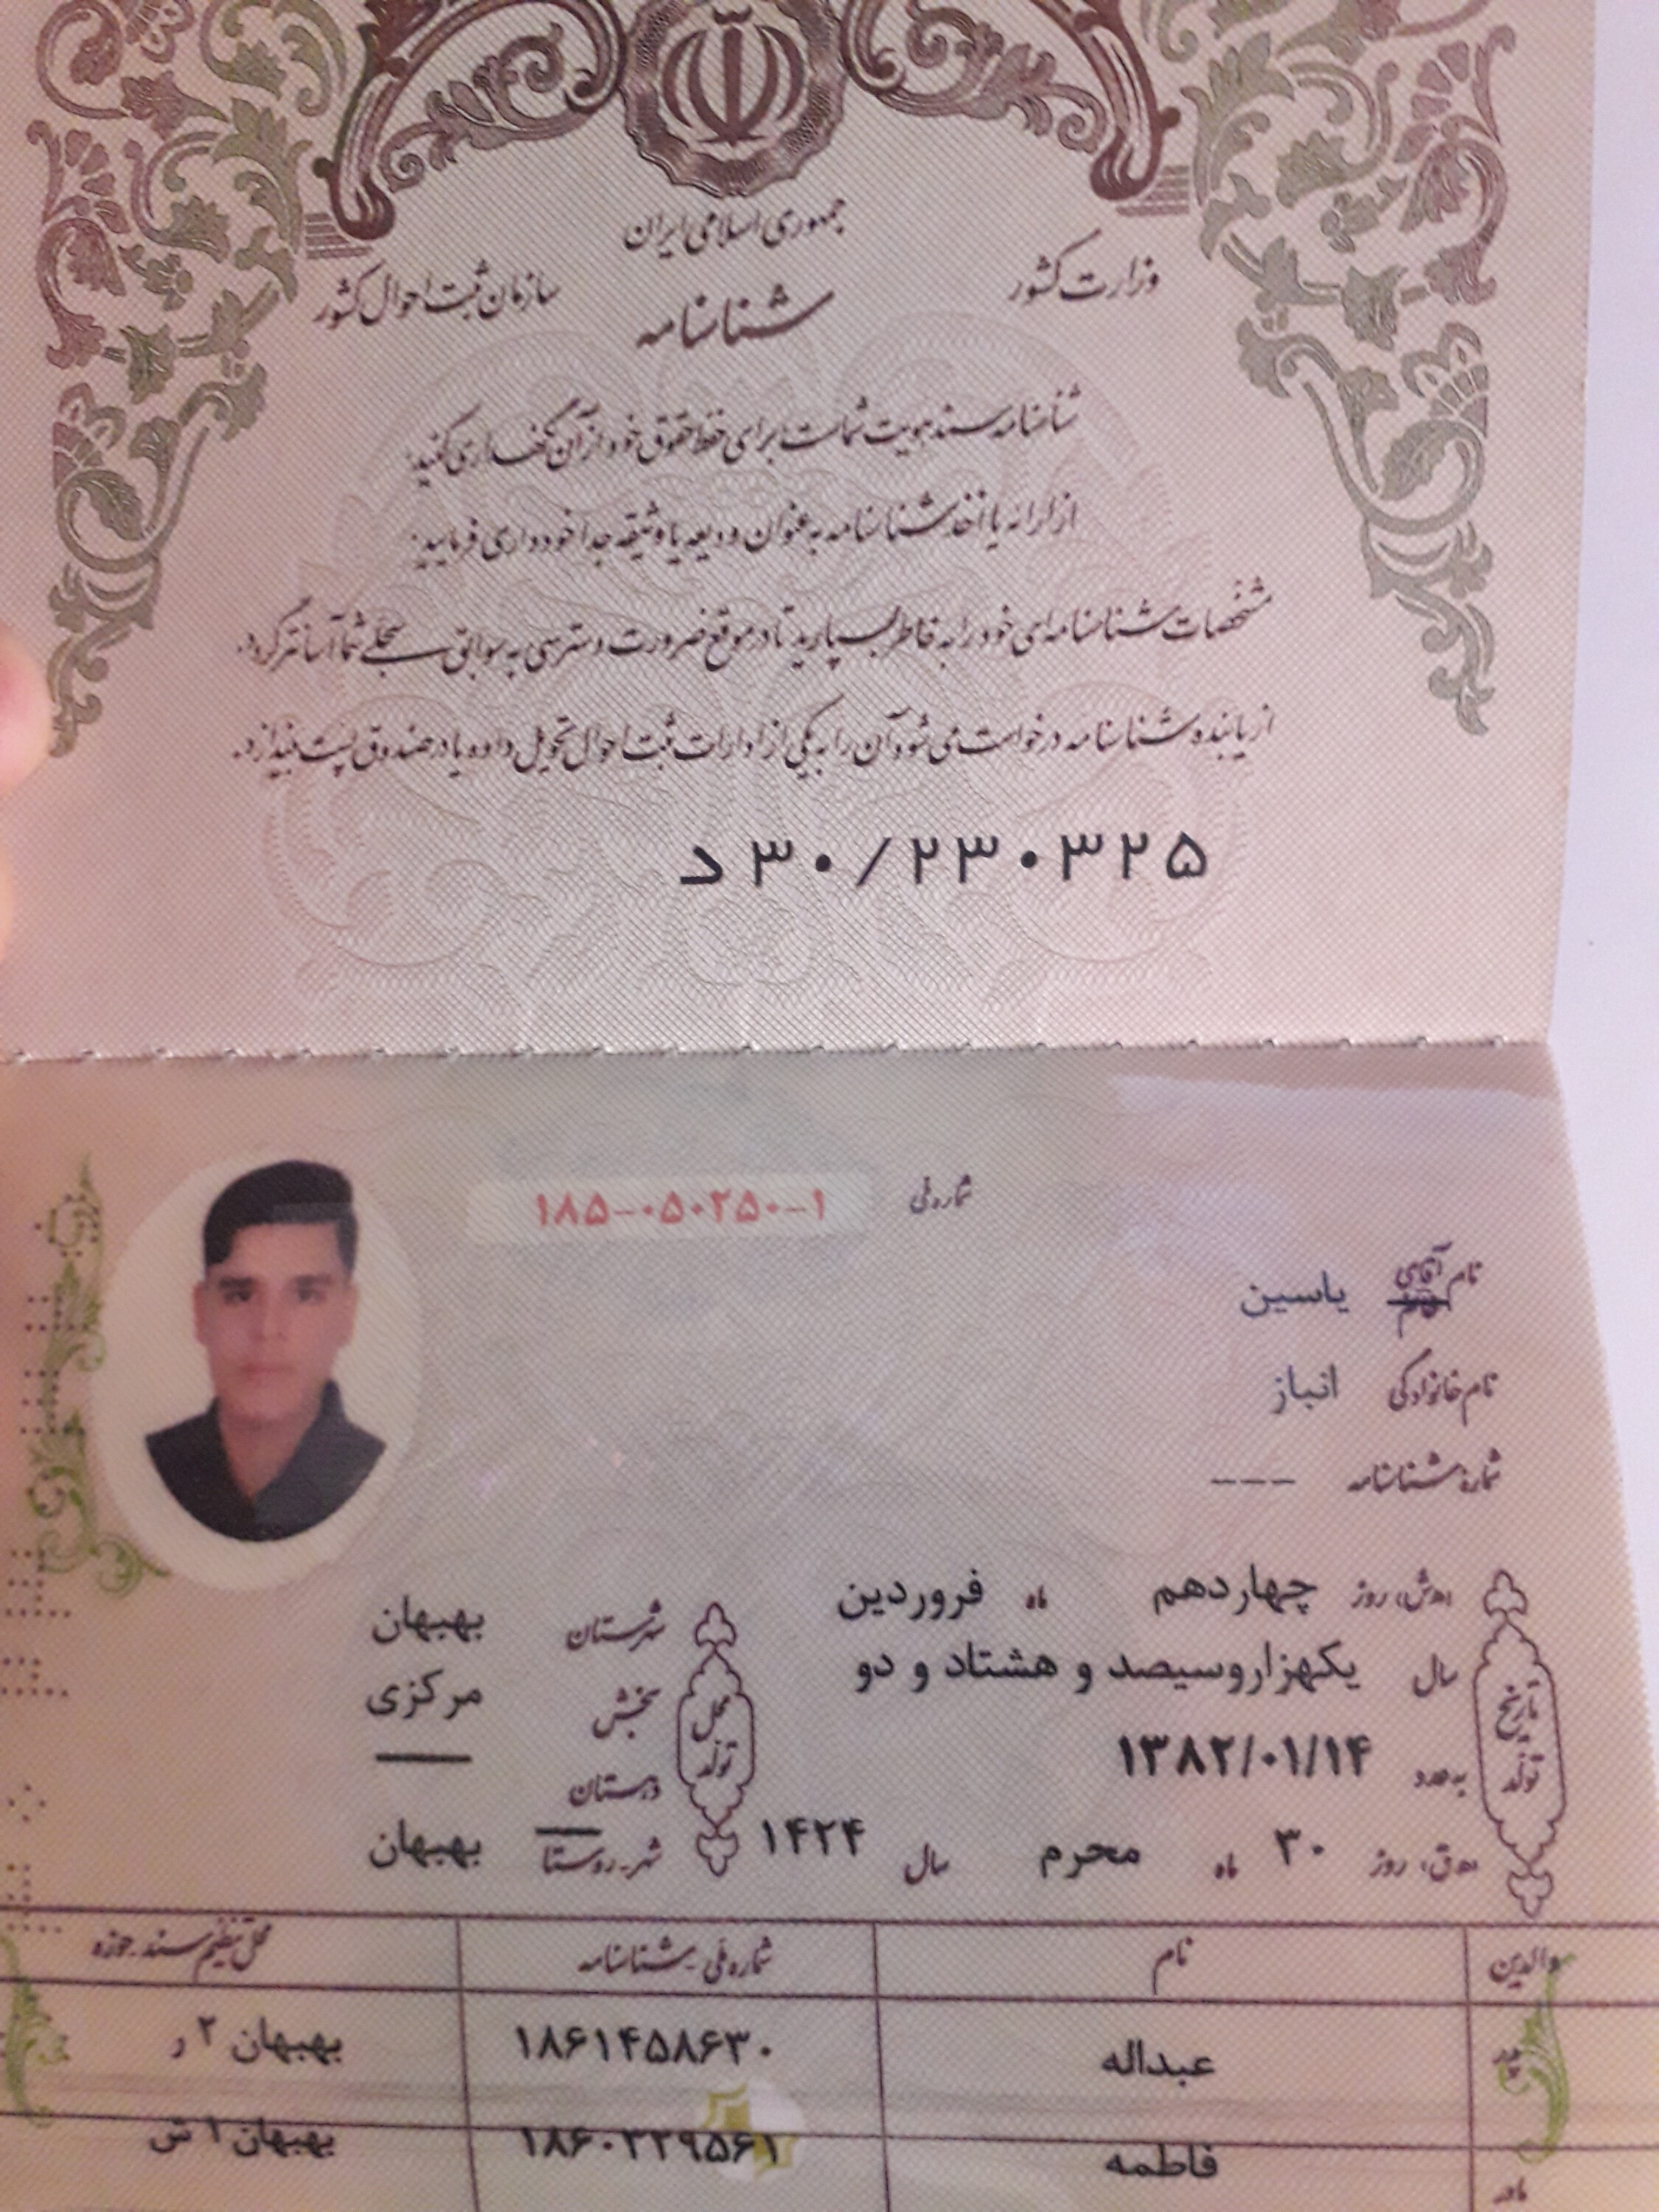 جمهوری اسلامی ایران
وزارت کشور
شناسنامه
سازمان ثبت احوال کشور
شناسنامه سند هویت شماست برای حفظ حقوق خود از آن نگهداری کنید.
از ارائه یا اخذ شناسنامه به عنوان ودیعه یا وثیقه جداً خودداری فرمایید.
مشخصات شناسنامه‌ای خود را به خاطر بسپارید تا در موقع ضرورت دسترسی به سوابق سجلی شما آسانتر گردد.
از یابنده شناسنامه درخواست می‌شود آن را به یکی از ادارات ثبت احوال تحویل داده یا در صندوق پست بیندازد.
د۳۰/۲۳۰۳۲۵
شماره ملی ۱۸۵-۰۵۰۲۵۰-۱
نام آقای خانم یاسین
نام خانوادگی انباز
شماره شناسنامه ---
تاریخ تولد
(ه‍.ش) روز چهاردهم ماه فروردین
سال یکهزاروسیصد و هشتاد و دو
به عدد ۱۳۸۲/۰۱/۱۴
(ه‍.ق) روز ۳۰ ماه محرم سال ۱۴۲۴
محل تولد
شهرستان بهبهان
بخش مرکزی
دهستان —
شهر-روستا بهبهان
والدین نام شماره ملی - شناسنامه محل تنظیم سند-حوزه
پدر عبداله ۱۸۶۱۴۵۸۶۳۰ بهبهان ۲ ر
مادر فاطمه ۱۸۶۰۳۲۹۵۶۱ بهبهان ۱ ش